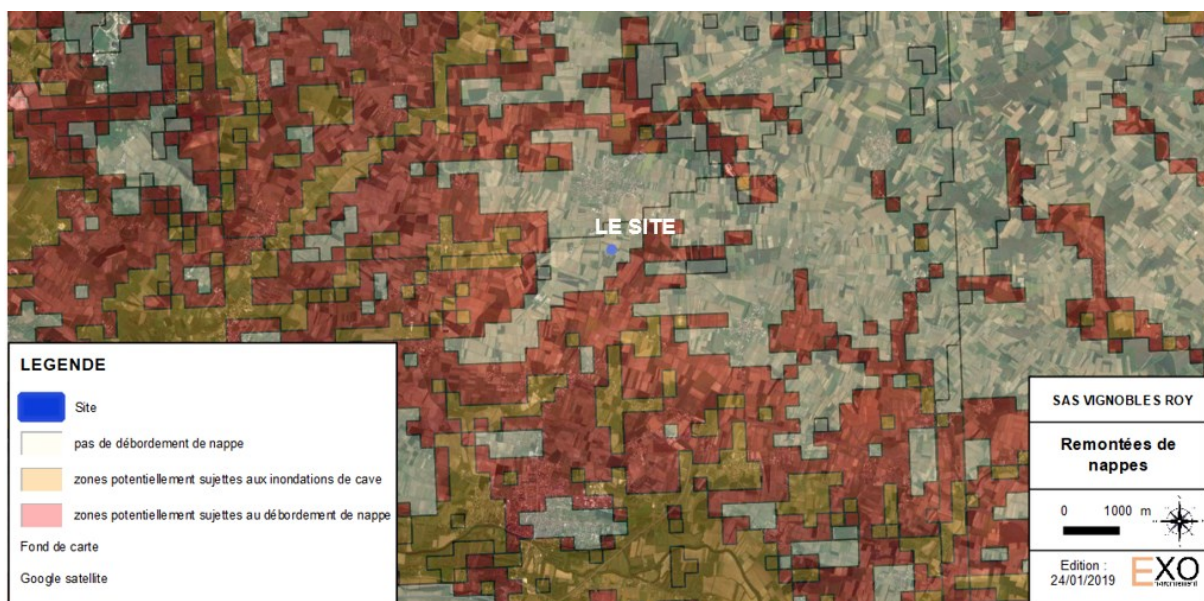 LE SITE
LEGENDE
Site
pas de débordement de nappe
zones potentiellement sujettes aux inondations de cave
zones potentiellement sujettes au débordement de nappe
Fond de carte
Google satellite
SAS VIGNOBLES ROY
Remontées de
nappes
0 1000 m
Edition :
24/01/2019
EXO